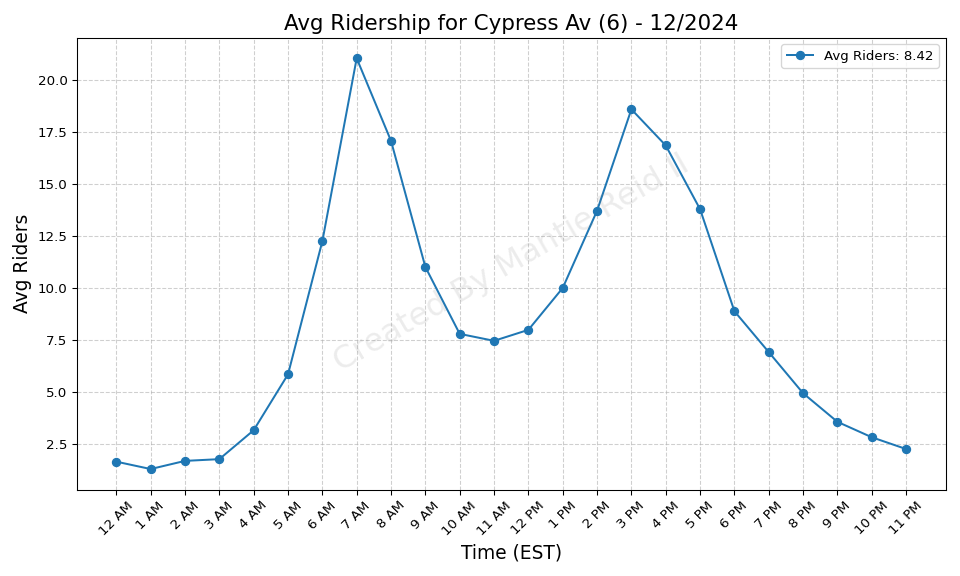 Avg Ridership for Cypress Av (6) - 12/2024
Avg Riders: 8.42
Avg Riders
20.0
17.5
15.0
12.5
10.0
7.5
5.0
2.5
Created By Mantie Reid II
12 AM
1 AM
2 AM
3 AM
4 AM
5 AM
6 AM
7 AM
8 AM
9 AM
10 AM
11 AM
12 PM
1 PM
2 PM
3 PM
4 PM
5 PM
6 PM
7 PM
8 PM
9 PM
10 PM
11 PM
Time (EST)